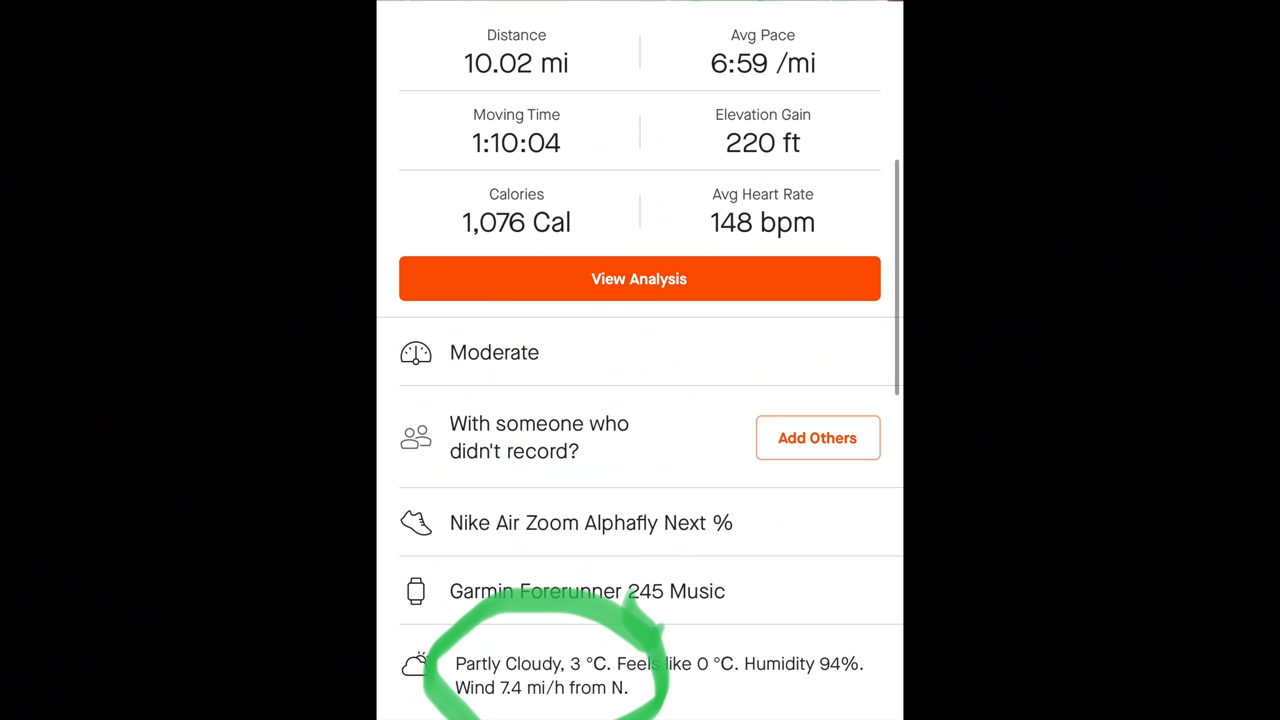 Distance
10.02 mi
Avg Pace
6:59 /mi
Moving Time
1:10:04
Elevation Gain
220 ft
Calories
1,076 Cal
Avg Heart Rate
148 bpm
View Analysis
Moderate
With someone who
didn't record?
Add Others
Nike Air Zoom Alphafly Next %
Garmin Forerunner 245 Music
Partly Cloudy, 3 °C. Feels like 0 °C. Humidity 94%.
Wind 7.4 mi/h from N.